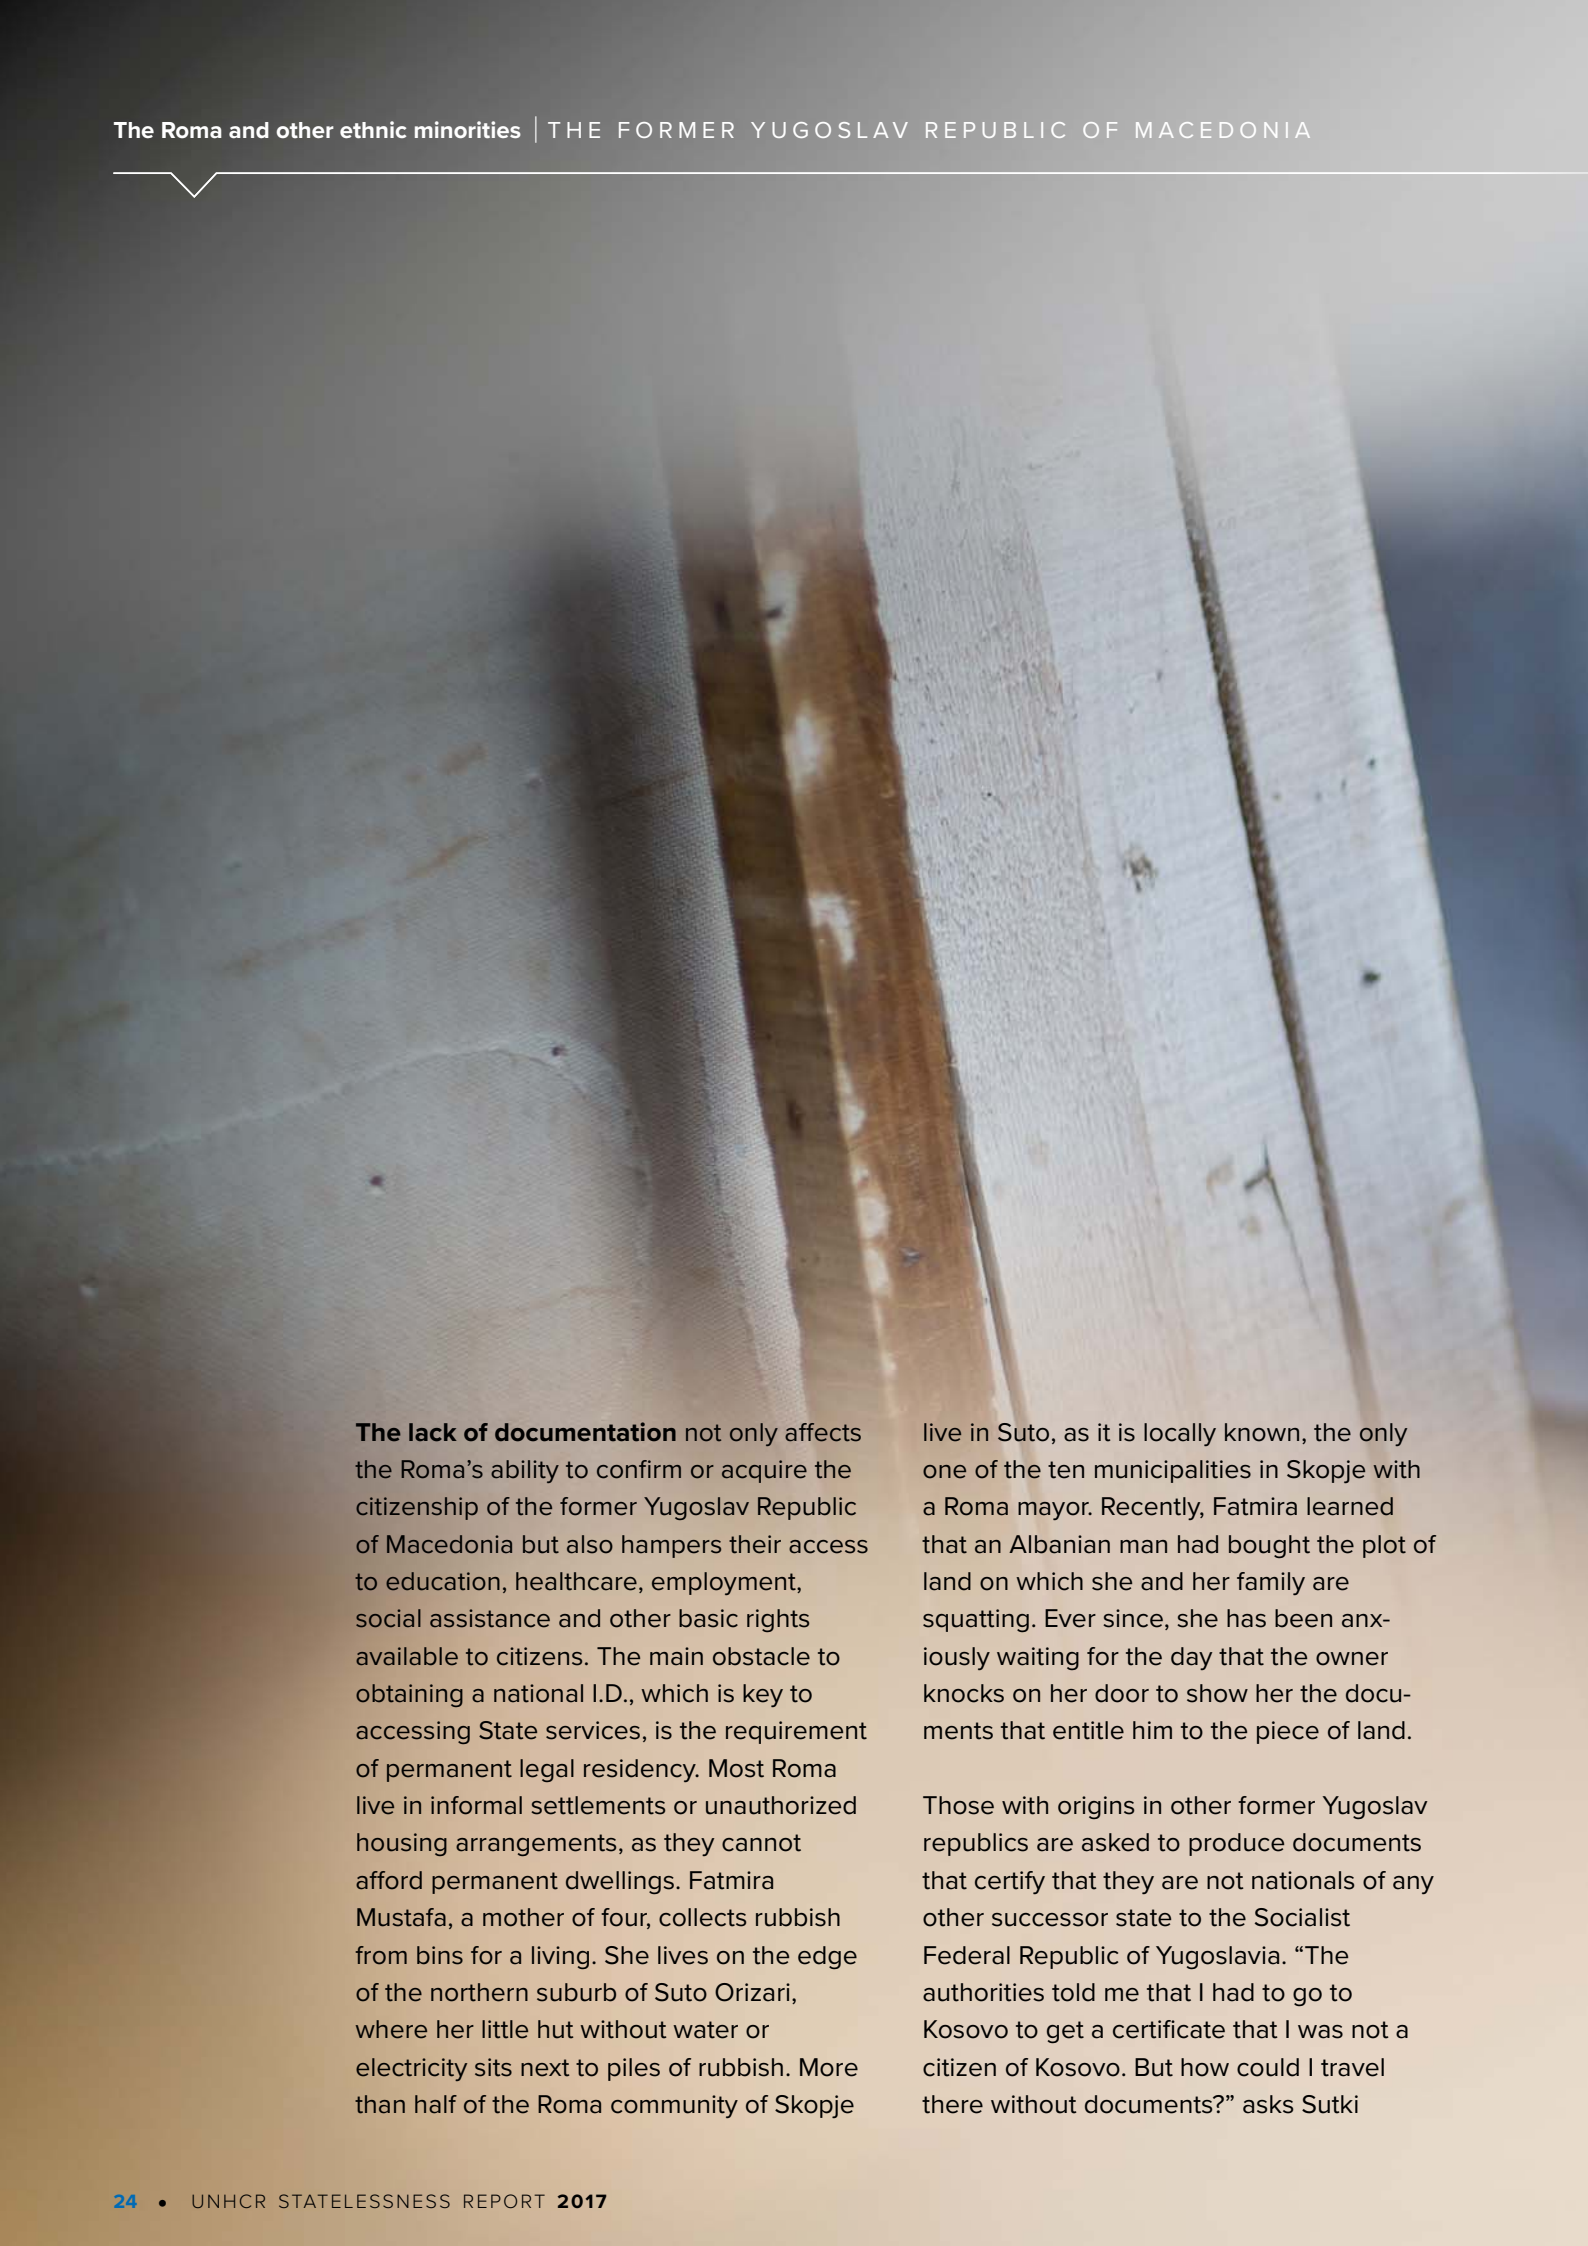 The Roma and other ethnic minorities | THE FORMER YUGOSLAV REPUBLIC OF MACEDONIA
The lack of documentation not only affects
the Roma’s ability to confirm or acquire the
citizenship of the former Yugoslav Republic
of Macedonia but also hampers their access
to education, healthcare, employment,
social assistance and other basic rights
available to citizens. The main obstacle to
obtaining a national I.D., which is key to
accessing State services, is the requirement
of permanent legal residency. Most Roma
live in informal settlements or unauthorized
housing arrangements, as they cannot
afford permanent dwellings. Fatmira
Mustafa, a mother of four, collects rubbish
from bins for a living. She lives on the edge
of the northern suburb of Suto Orizari,
where her little hut without water or
electricity sits next to piles of rubbish. More
than half of the Roma community of Skopje
live in Suto, as it is locally known, the only
one of the ten municipalities in Skopje with
a Roma mayor. Recently, Fatmira learned
that an Albanian man had bought the plot of
land on which she and her family are
squatting. Ever since, she has been anx-
iously waiting for the day that the owner
knocks on her door to show her the docu-
ments that entitle him to the piece of land.
Those with origins in other former Yugoslav
republics are asked to produce documents
that certify that they are not nationals of any
other successor state to the Socialist
Federal Republic of Yugoslavia. “The
authorities told me that I had to go to
Kosovo to get a certificate that I was not a
citizen of Kosovo. But how could I travel
there without documents?” asks Sutki
24 • UNHCR STATELESSNESS REPORT 2017